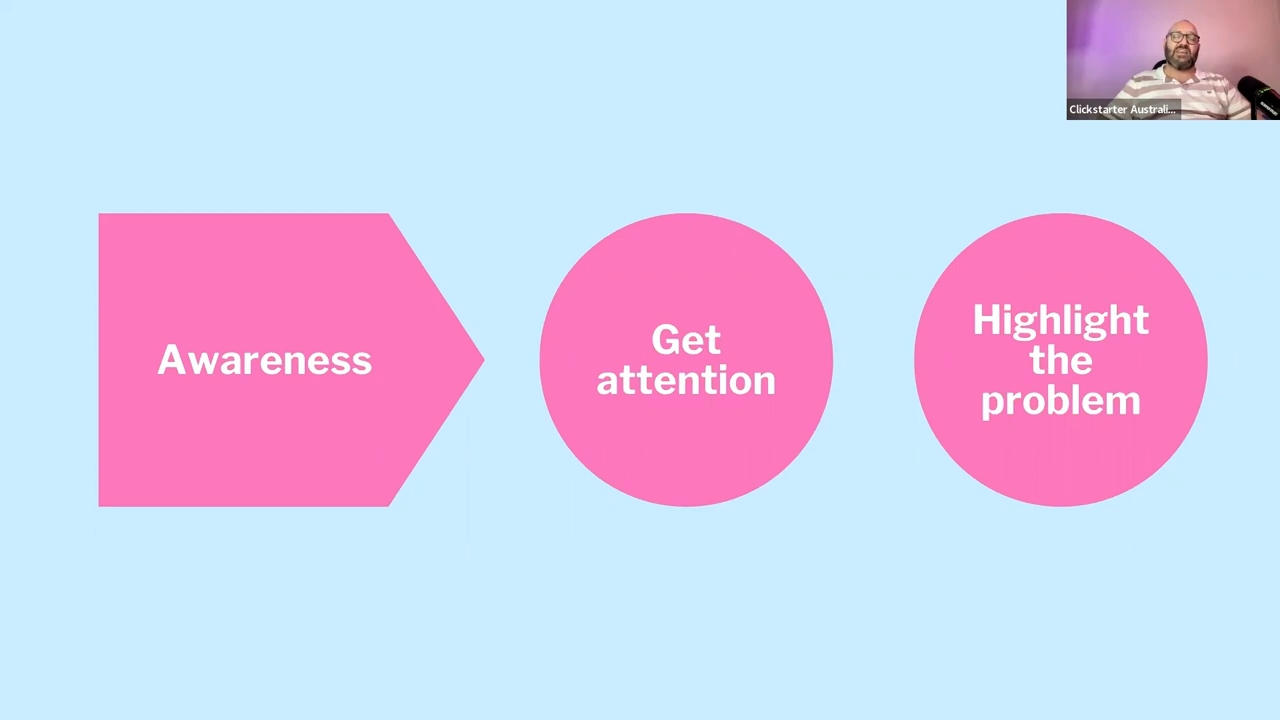 Clickstarter Australi...
Awareness
Get
attention
Highlight
the
problem